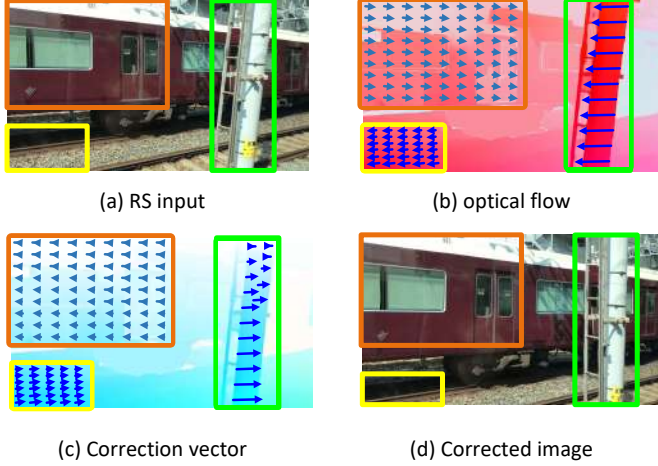 (a) RS input
(b) optical flow
(c) Correction vector
(d) Corrected image